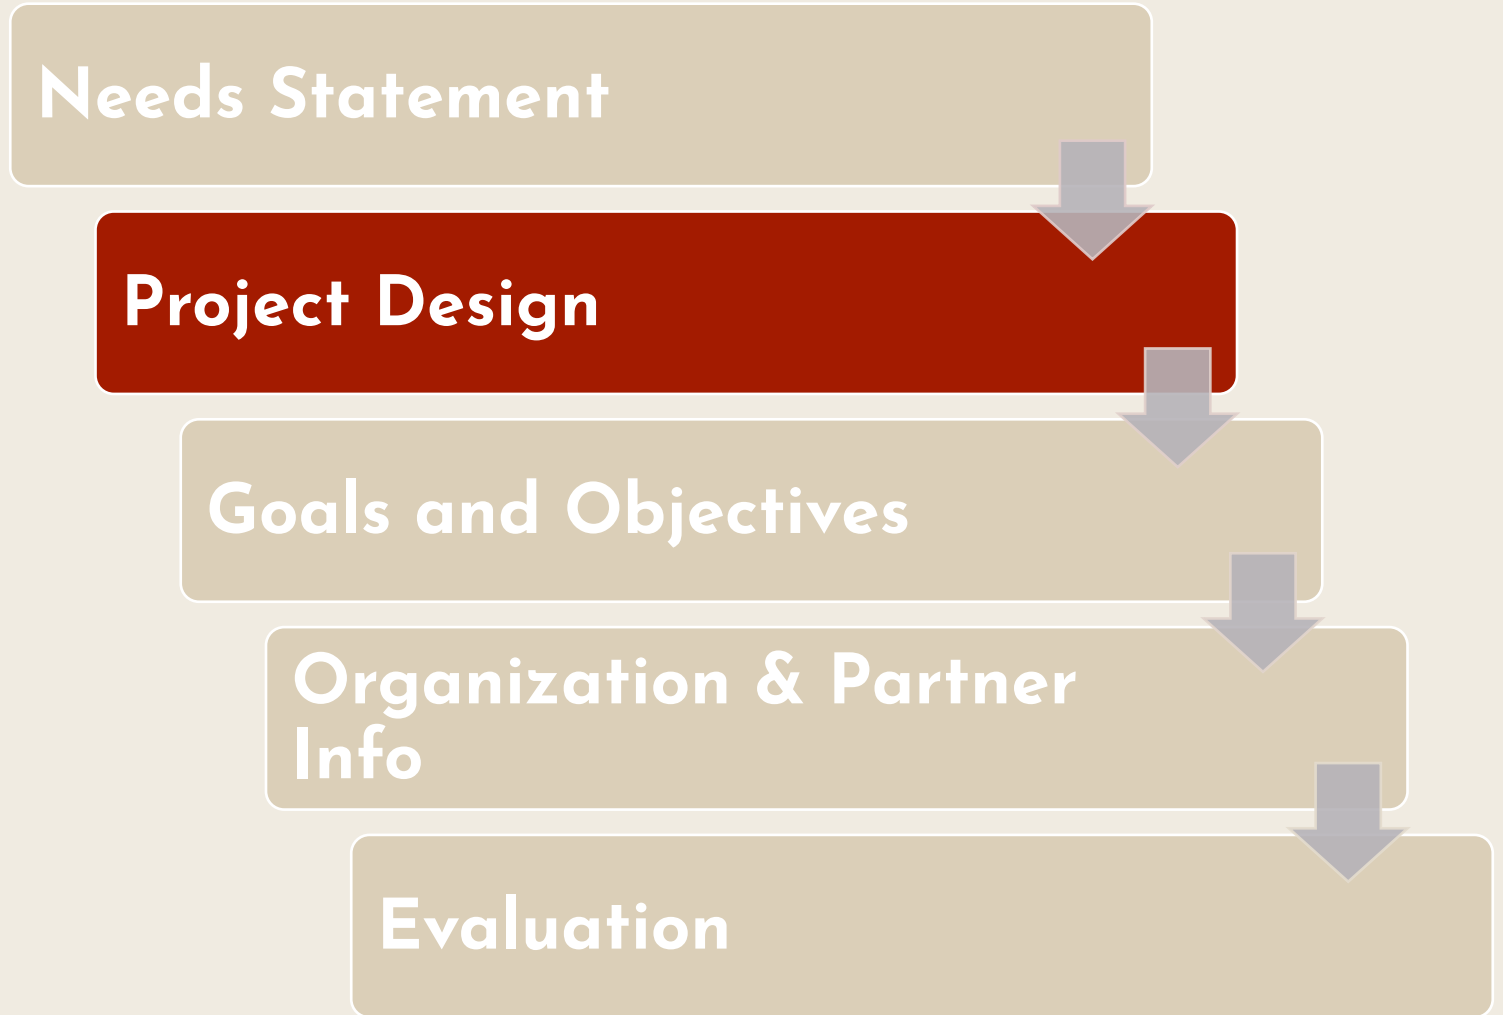 Needs Statement
Project Design
Goals and Objectives
Organization & Partner
Info
Evaluation